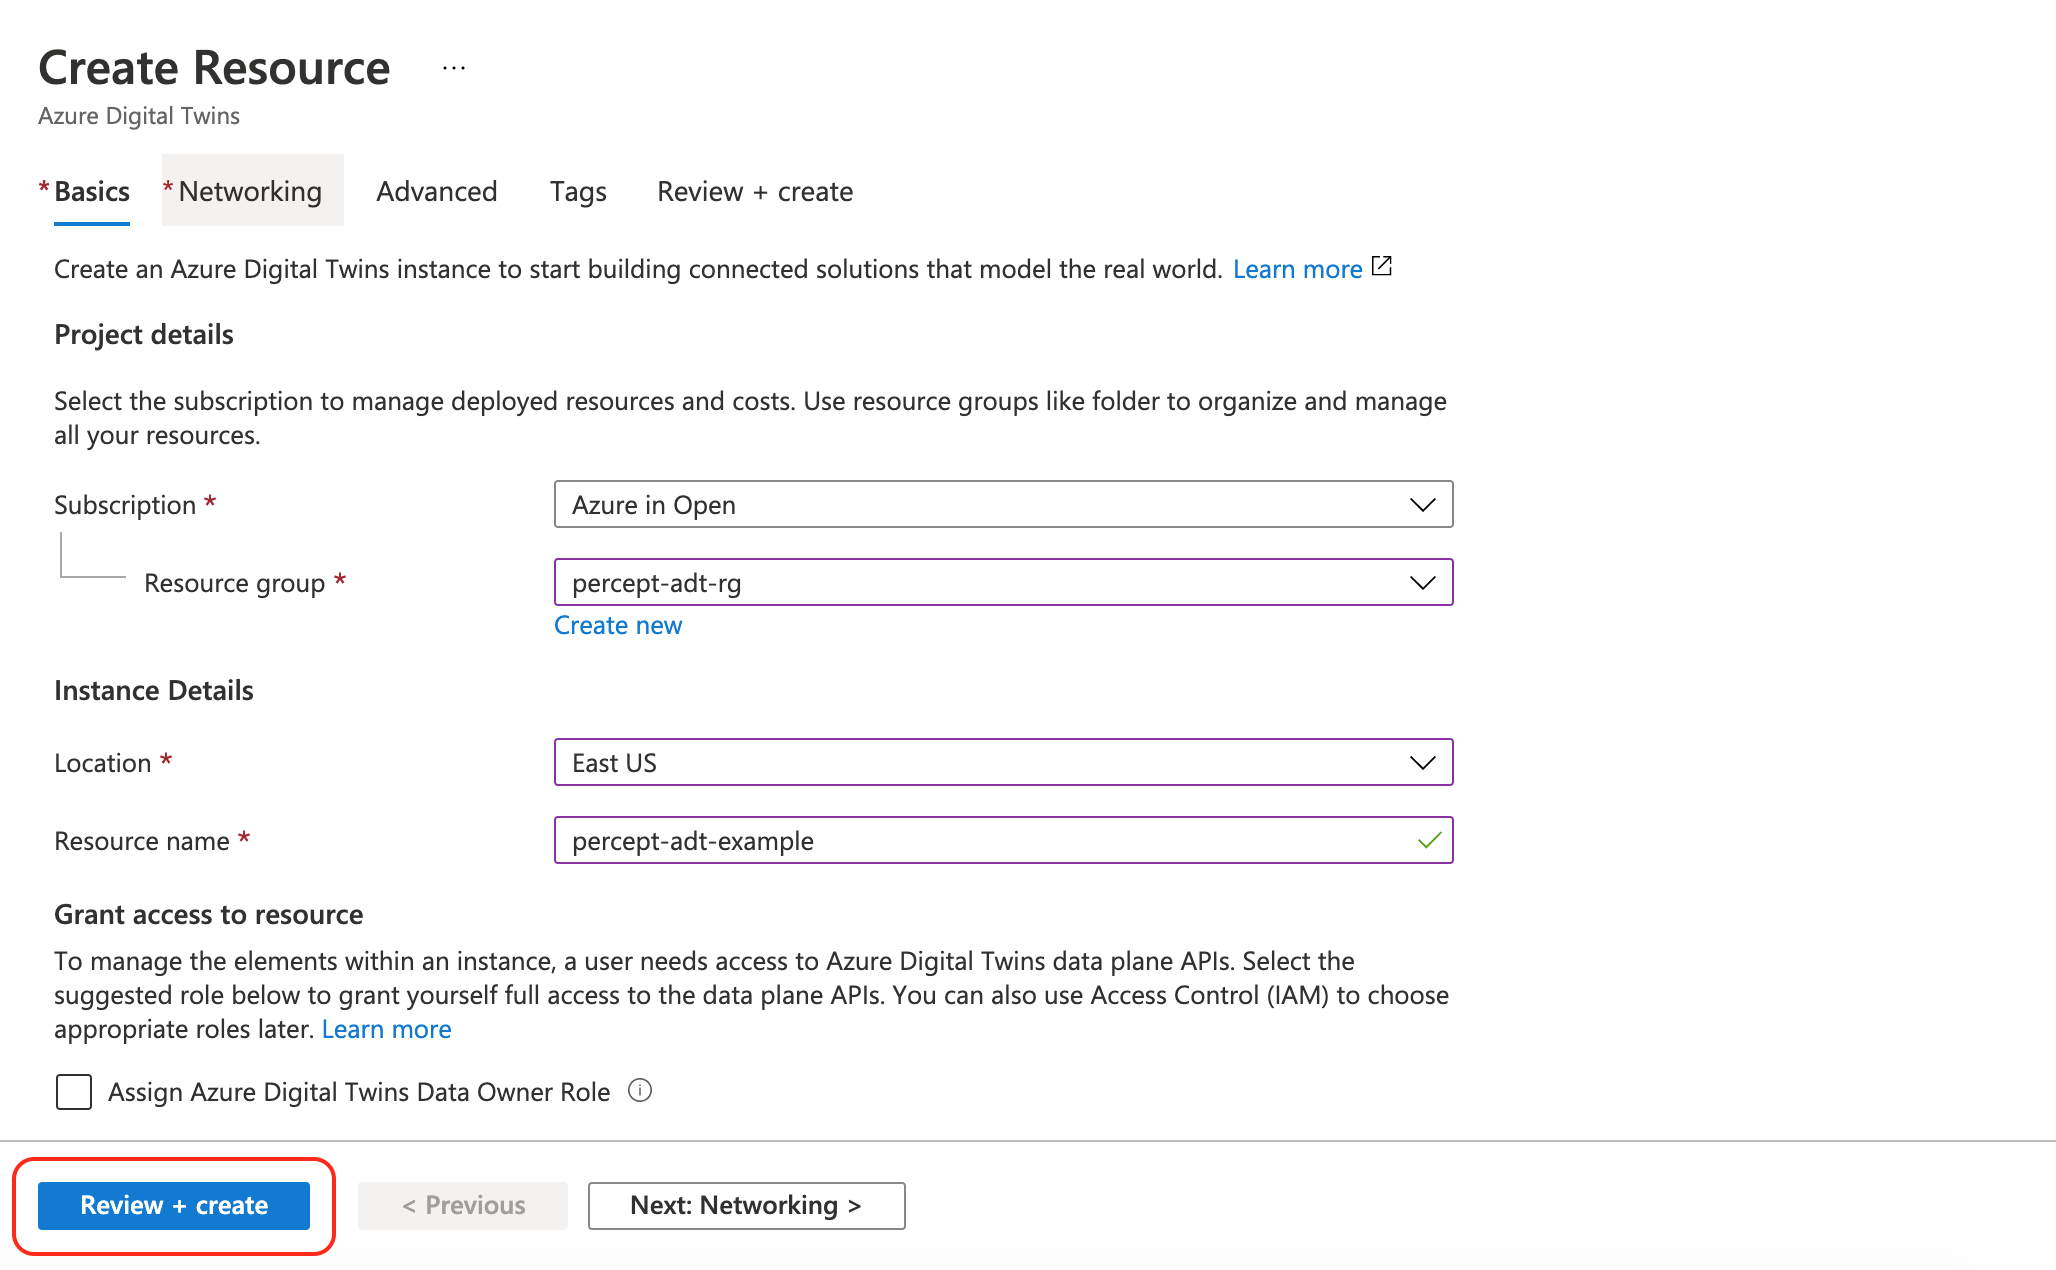 Create Resource ...
Azure Digital Twins
* Basics * Networking Advanced Tags Review + create
Create an Azure Digital Twins instance to start building connected solutions that model the real world. Learn more
Project details
Select the subscription to manage deployed resources and costs. Use resource groups like folder to organize and manage
all your resources.
Subscription * Azure in Open
Resource group * percept-adt-rg
Create new
Instance Details
Location * East US
Resource name * percept-adt-example
Grant access to resource
To manage the elements within an instance, a user needs access to Azure Digital Twins data plane APIs. Select the
suggested role below to grant yourself full access to the data plane APIs. You can also use Access Control (IAM) to choose
appropriate roles later. Learn more
Assign Azure Digital Twins Data Owner Role
Review + create < Previous Next: Networking >